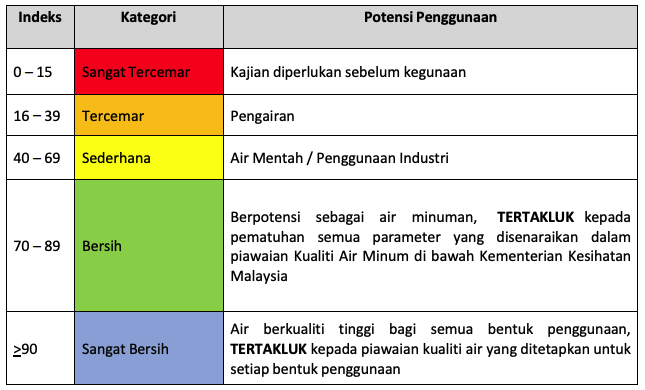 Indeks Kategori Potensi Penggunaan
0 – 15 Sangat Tercemar Kajian diperlukan sebelum kegunaan
16 – 39 Tercemar Pengairan
40 – 69 Sederhana Air Mentah / Penggunaan Industri
70 – 89 Bersih Berpotensi sebagai air minuman, TERTAKLUK kepada
pematuhan semua parameter yang disenaraikan dalam
piawaian Kualiti Air Minum di bawah Kementerian Kesihatan
Malaysia
≥90 Sangat Bersih Air berkualiti tinggi bagi semua bentuk penggunaan,
TERTAKLUK kepada piawaian kualiti air yang ditetapkan untuk
setiap bentuk penggunaan